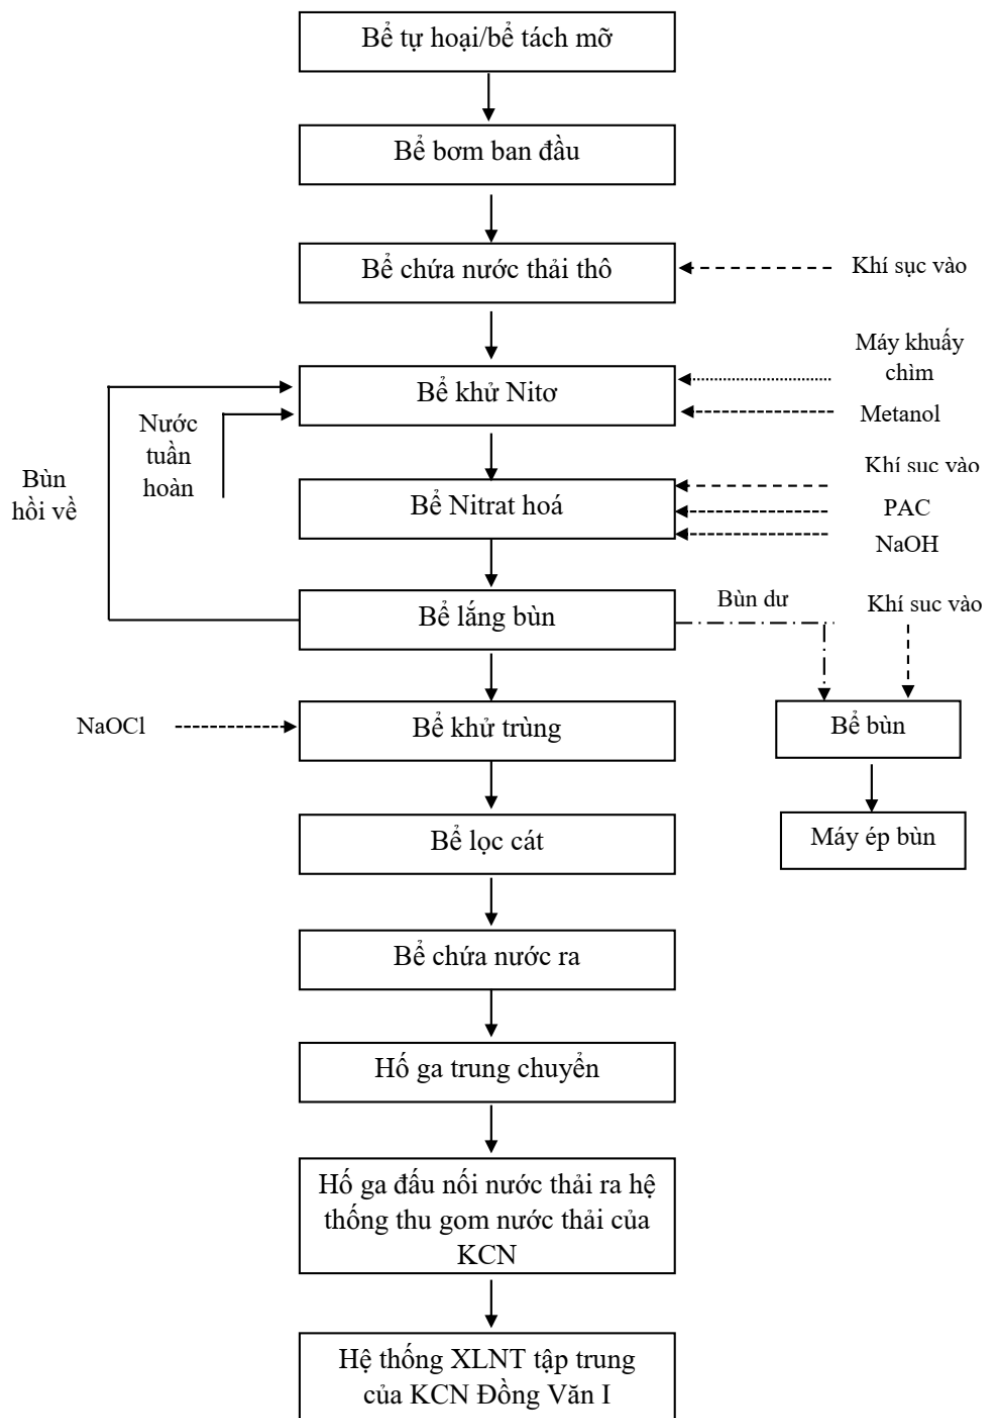 Bể tự hoại/bể tách mỡ
Bể bơm ban đầu
Bể chứa nước thải thô
Khí sục vào
Máy khuấy
chìm
Bể khử Nitơ
Metanol
Nước
tuần
hoàn
Bùn
hồi về
Khí sục vào
Bể Nitrat hoá
PAC
NaOH
Bể lắng bùn
Bùn dư
Khí suc vào
NaOCl
Bể khử trùng
Bể bùn
Bể lọc cát
Máy ép bùn
Bể chứa nước ra
Hố ga trung chuyển
Hố ga đấu nối nước thải ra hệ
thống thu gom nước thải của
KCN
Hệ thống XLNT tập trung
của KCN Đồng Văn I